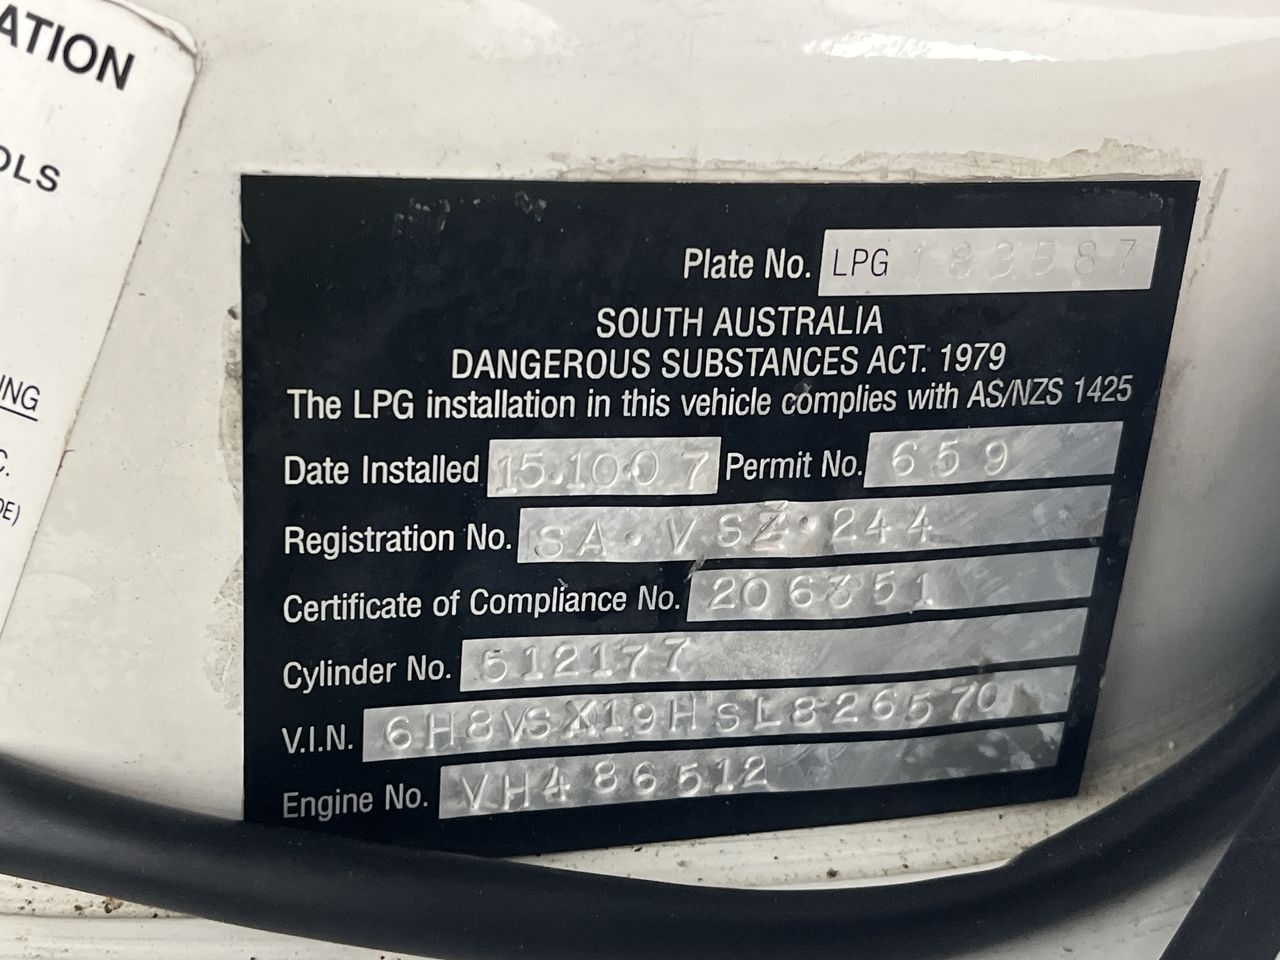 ATION
OLS
ING
C.
DE)
Plate No. LPG 183587
SOUTH AUSTRALIA
DANGEROUS SUBSTANCES ACT. 1979
The LPG installation in this vehicle complies with AS/NZS 1425
Date Installed 15.10.07 Permit No. 659
Registration No. SA·VSZ·244
Certificate of Compliance No. 206351
Cylinder No. 512177
V.I.N. 6H8VSX19HSL826570
Engine No. VH486512